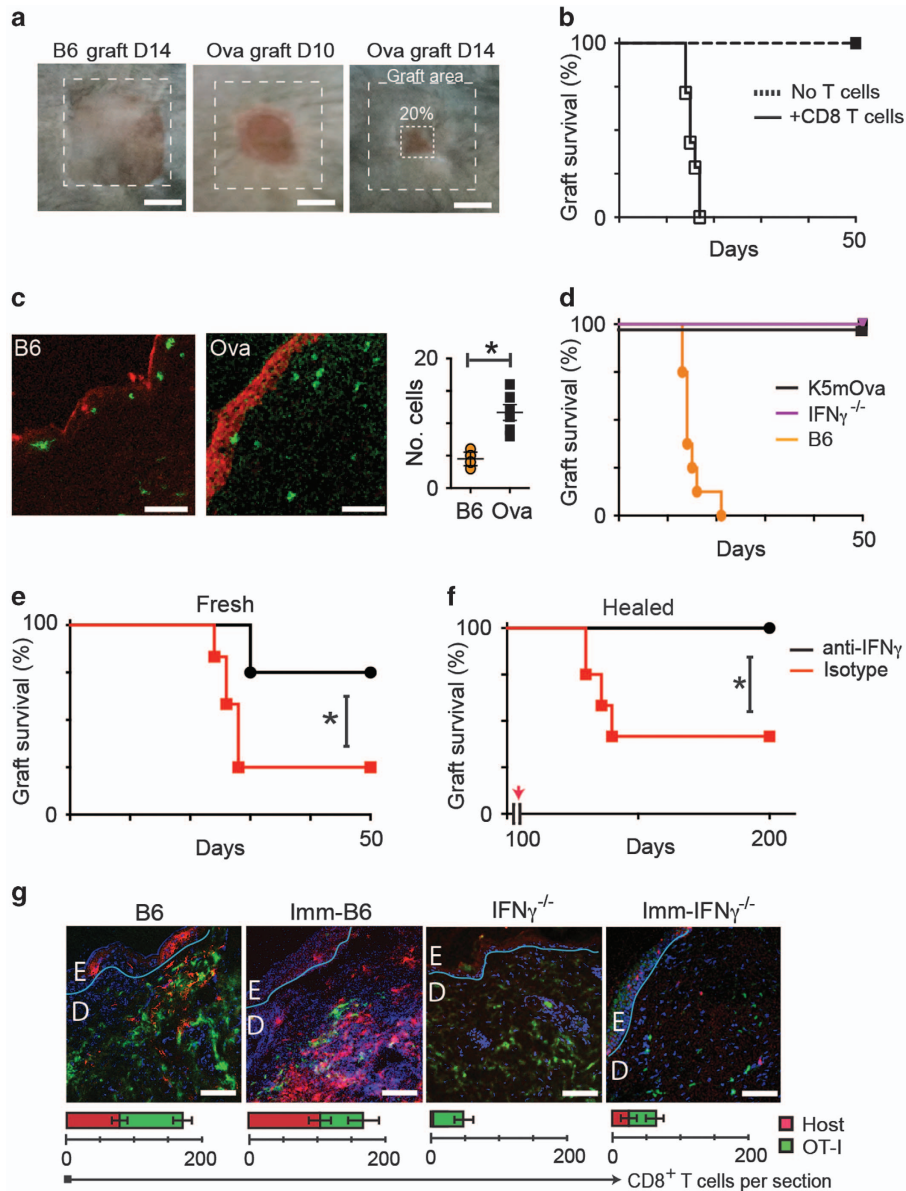 a
B6 graft D14
Ova graft D10
Ova graft D14
Graft area
20%
b
Graft survival (%)
100
0
50
Days
No T cells
+CD8 T cells
c
B6
Ova
No. cells
20
0
*
B6 Ova
d
Graft survival (%)
100
0
50
Days
K5mOva
IFNγ-/-
B6
e
Fresh
Graft survival (%)
100
0
50
Days
*
f
Healed
Graft survival (%)
100
0
100
200
Days
*
anti-IFNγ
Isotype
g
B6
Imm-B6
IFNγ-/-
Imm-IFNγ-/-
E
D
E
D
E
D
E
D
0 200
0 200
0 200
0 200
Host
OT-I
CD8+ T cells per section